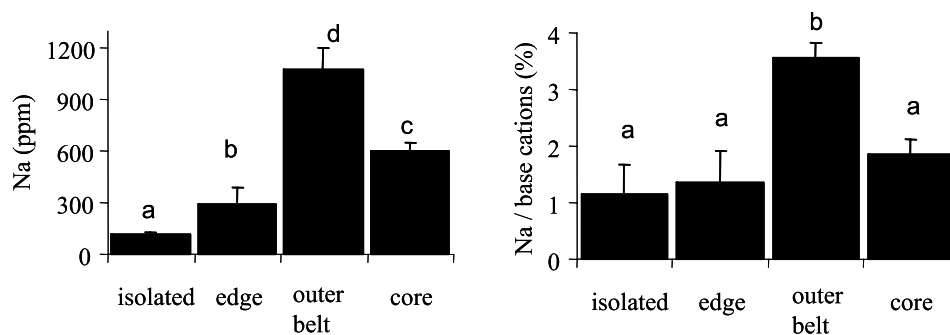 Na (ppm)
1200
900
600
300
0
a
b
d
c
isolated
edge
outer
belt
core
Na / base cations (%)
4
3
2
1
0
a
a
b
a
isolated
edge
outer
belt
core